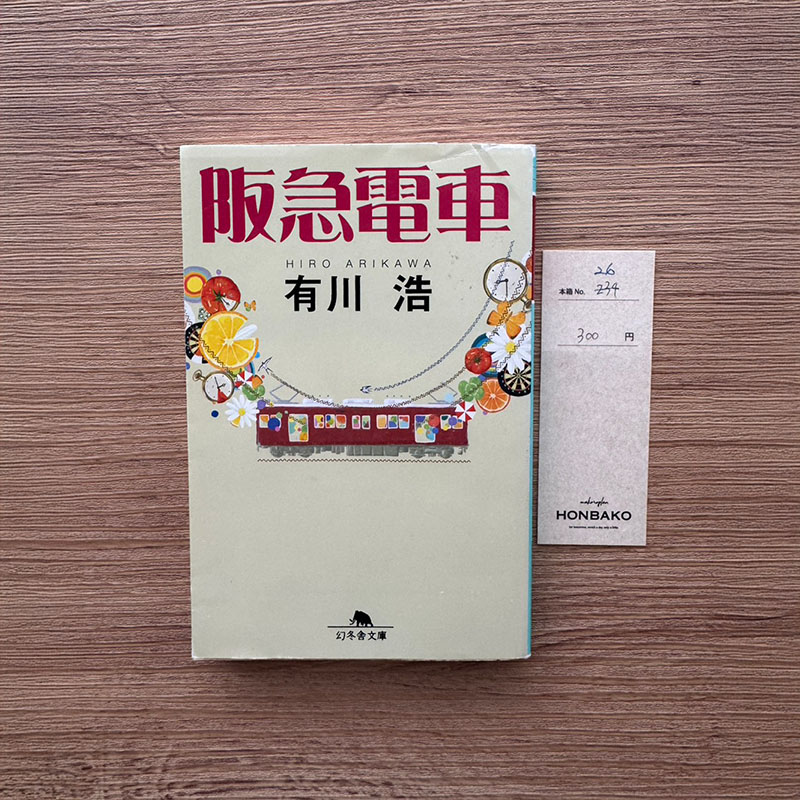 阪急電車
HIRO ARIKAWA
有川 浩
幻冬舎文庫
26
本箱 No. 234
300 円
HONBAKO